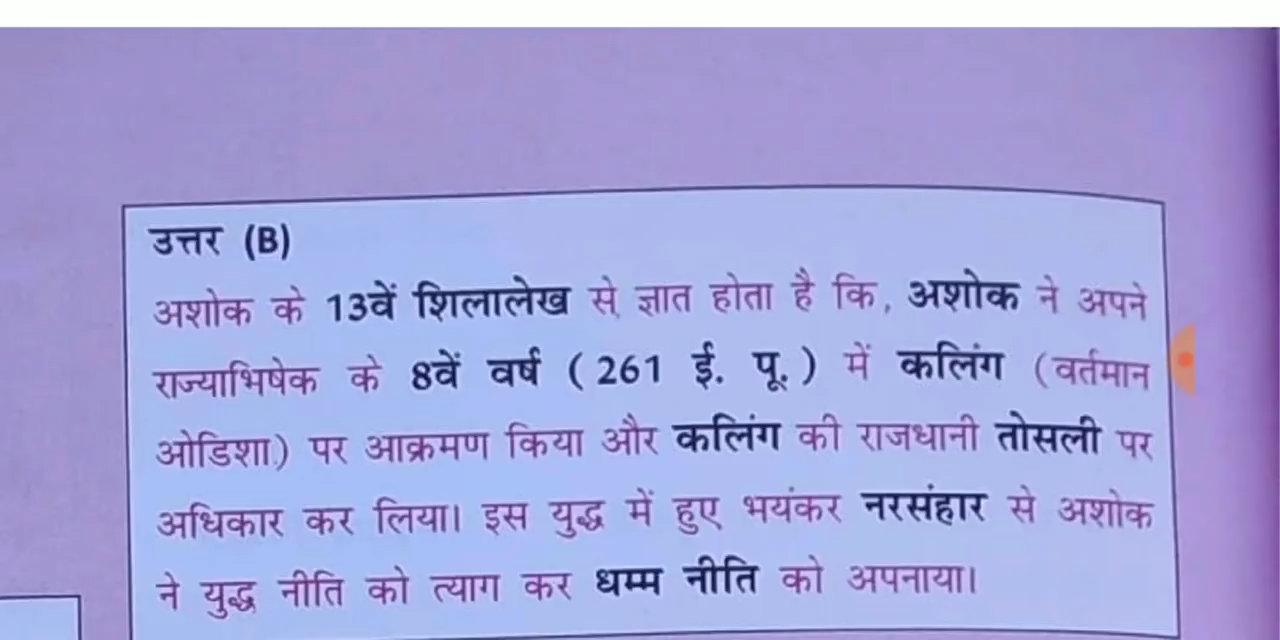 उत्तर (B)
अशोक के 13वें शिलालेख से ज्ञात होता है कि, अशोक ने अपने
राज्याभिषेक के 8वें वर्ष ( 261 ई. पू. ) में कलिंग (वर्तमान
ओडिशा) पर आक्रमण किया और कलिंग की राजधानी तोसली पर
अधिकार कर लिया। इस युद्ध में हुए भयंकर नरसंहार से अशोक
ने युद्ध नीति को त्याग कर धम्म नीति को अपनाया।